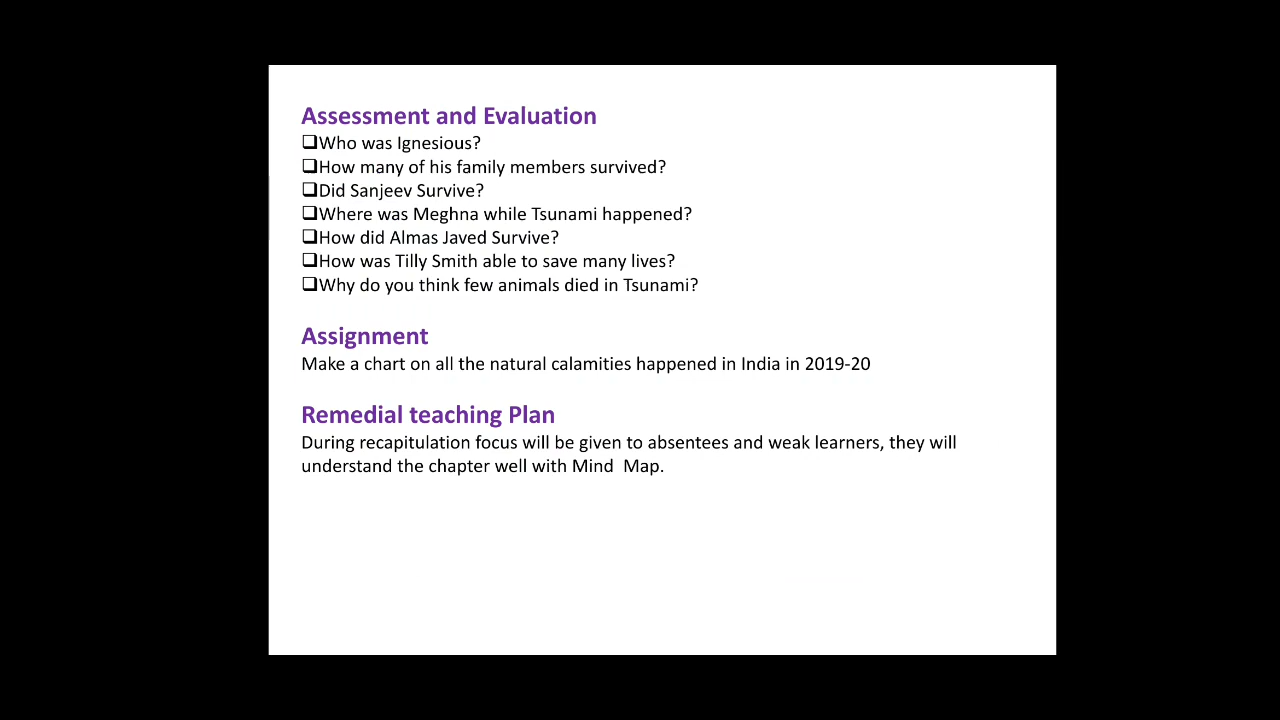 Assessment and Evaluation
❑Who was Ignesious?
❑How many of his family members survived?
❑Did Sanjeev Survive?
❑Where was Meghna while Tsunami happened?
❑How did Almas Javed Survive?
❑How was Tilly Smith able to save many lives?
❑Why do you think few animals died in Tsunami?
Assignment
Make a chart on all the natural calamities happened in India in 2019-20
Remedial teaching Plan
During recapitulation focus will be given to absentees and weak learners, they will
understand the chapter well with Mind  Map.